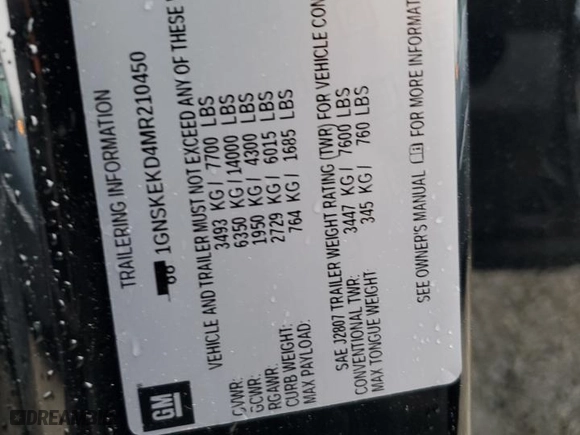 TRAILERING INFORMATION
1GNSKEKD4MR210450
VEHICLE AND TRAILER MUST NOT EXCEED ANY OF THESE
GVWR: 3493 KG / 7700 LBS
GCWR: 6350 KG / 14000 LBS
RGAWR: 1950 KG / 4300 LBS
CURB WEIGHT: 2729 KG / 6015 LBS
MAX PAYLOAD: 764 KG / 1685 LBS
SAE J2807 TRAILER WEIGHT RATING (TWR) FOR VEHICLE
CONVENTIONAL TWR: 3447 KG / 7600 LBS
MAX TONGUE WEIGHT: 345 KG / 760 LBS
SEE OWNER'S MANUAL FOR MORE
GM